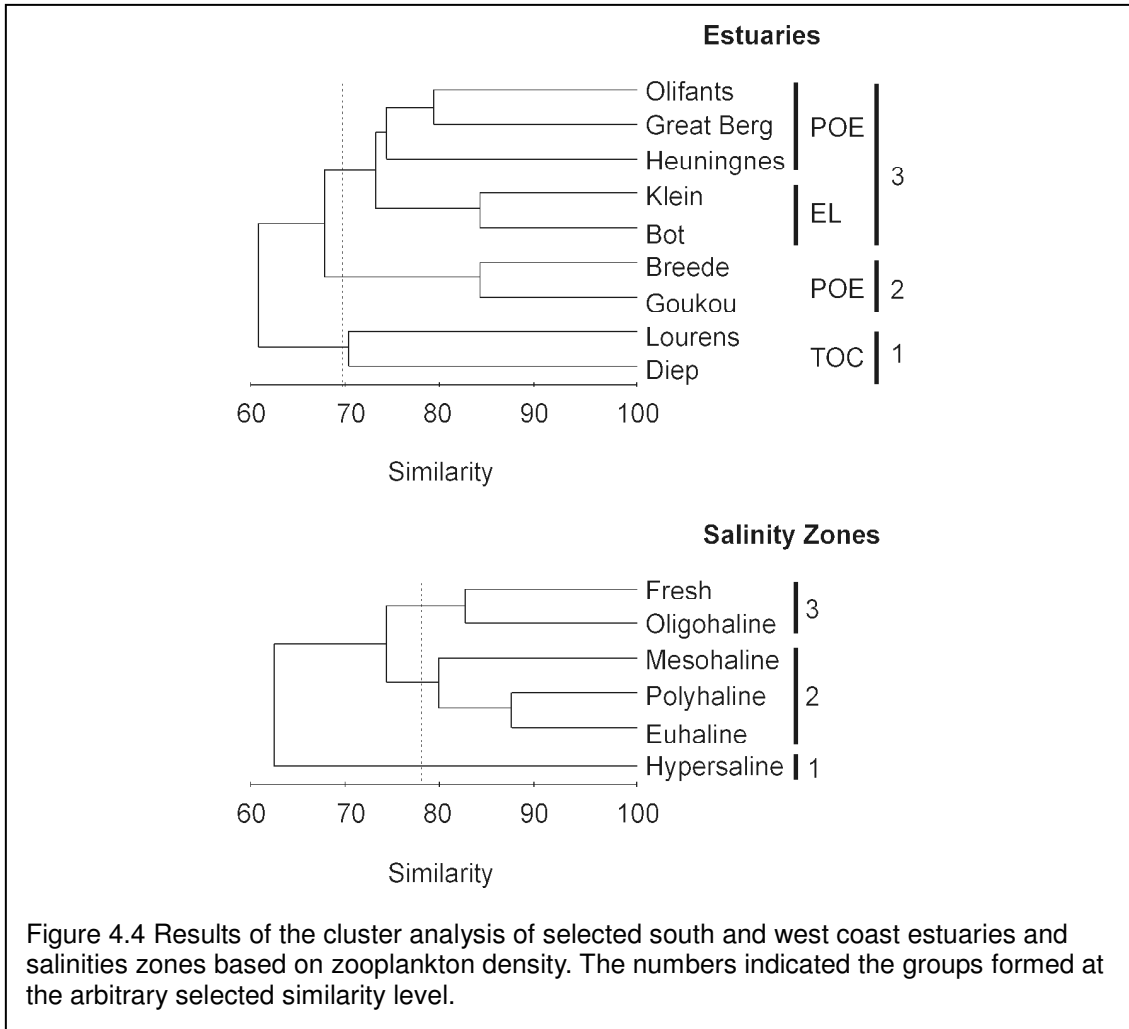 Estuaries
Olifants
Great Berg
Heuningnes
POE
Klein
Bot
EL
3
Breede
Goukou
POE
2
Lourens
Diep
TOC
1
60 70 80 90 100
Similarity
Salinity Zones
Fresh
Oligohaline
3
Mesohaline
Polyhaline
Euhaline
2
Hypersaline
1
60 70 80 90 100
Similarity
Figure 4.4 Results of the cluster analysis of selected south and west coast estuaries and
salinities zones based on zooplankton density. The numbers indicated the groups formed at
the arbitrary selected similarity level.